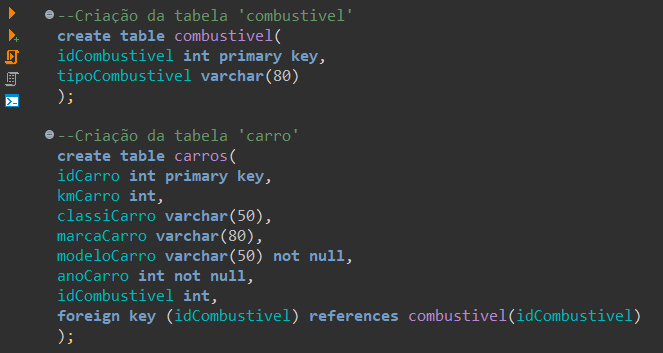 --Criação da tabela 'combustivel'
create table combustivel(
idCombustivel int primary key,
tipoCombustivel varchar(80)
);
--Criação da tabela 'carro'
create table carros(
idCarro int primary key,
kmCarro int,
classiCarro varchar(50),
marcaCarro varchar(80),
modeloCarro varchar(50) not null,
anoCarro int not null,
idCombustivel int,
foreign key (idCombustivel) references combustivel(idCombustivel)
);